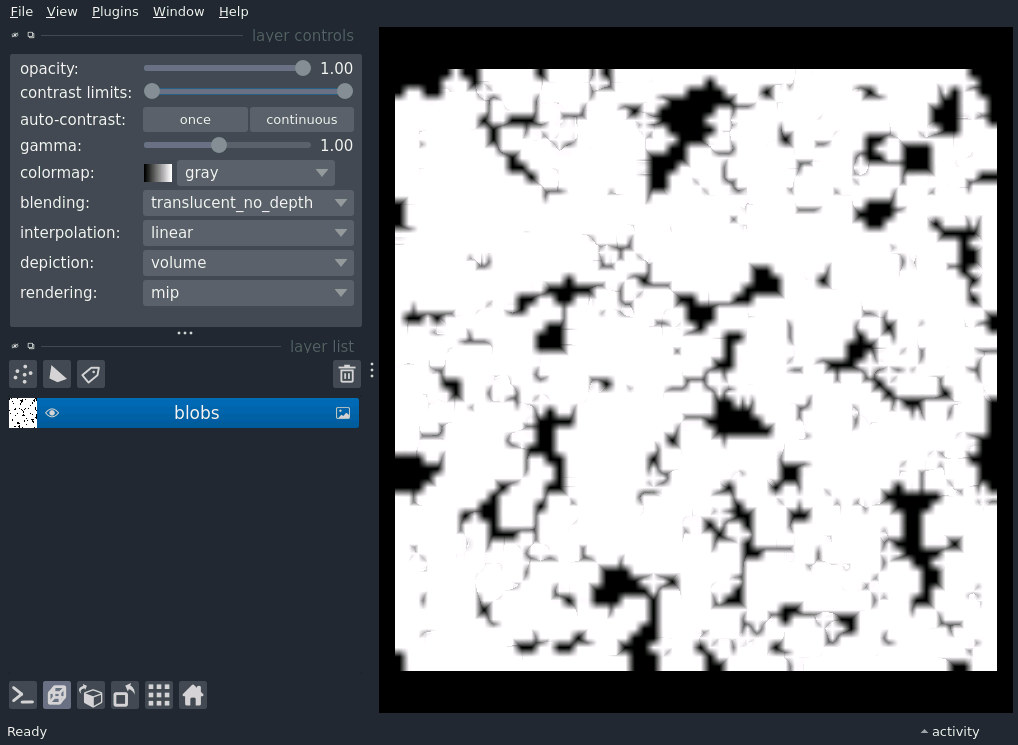 File View Plugins Window Help
layer controls
opacity: 1.00
contrast limits:
auto-contrast: once continuous
gamma: 1.00
colormap: gray
blending: translucent_no_depth
interpolation: linear
depiction: volume
rendering: mip
layer list
blobs
Ready activity